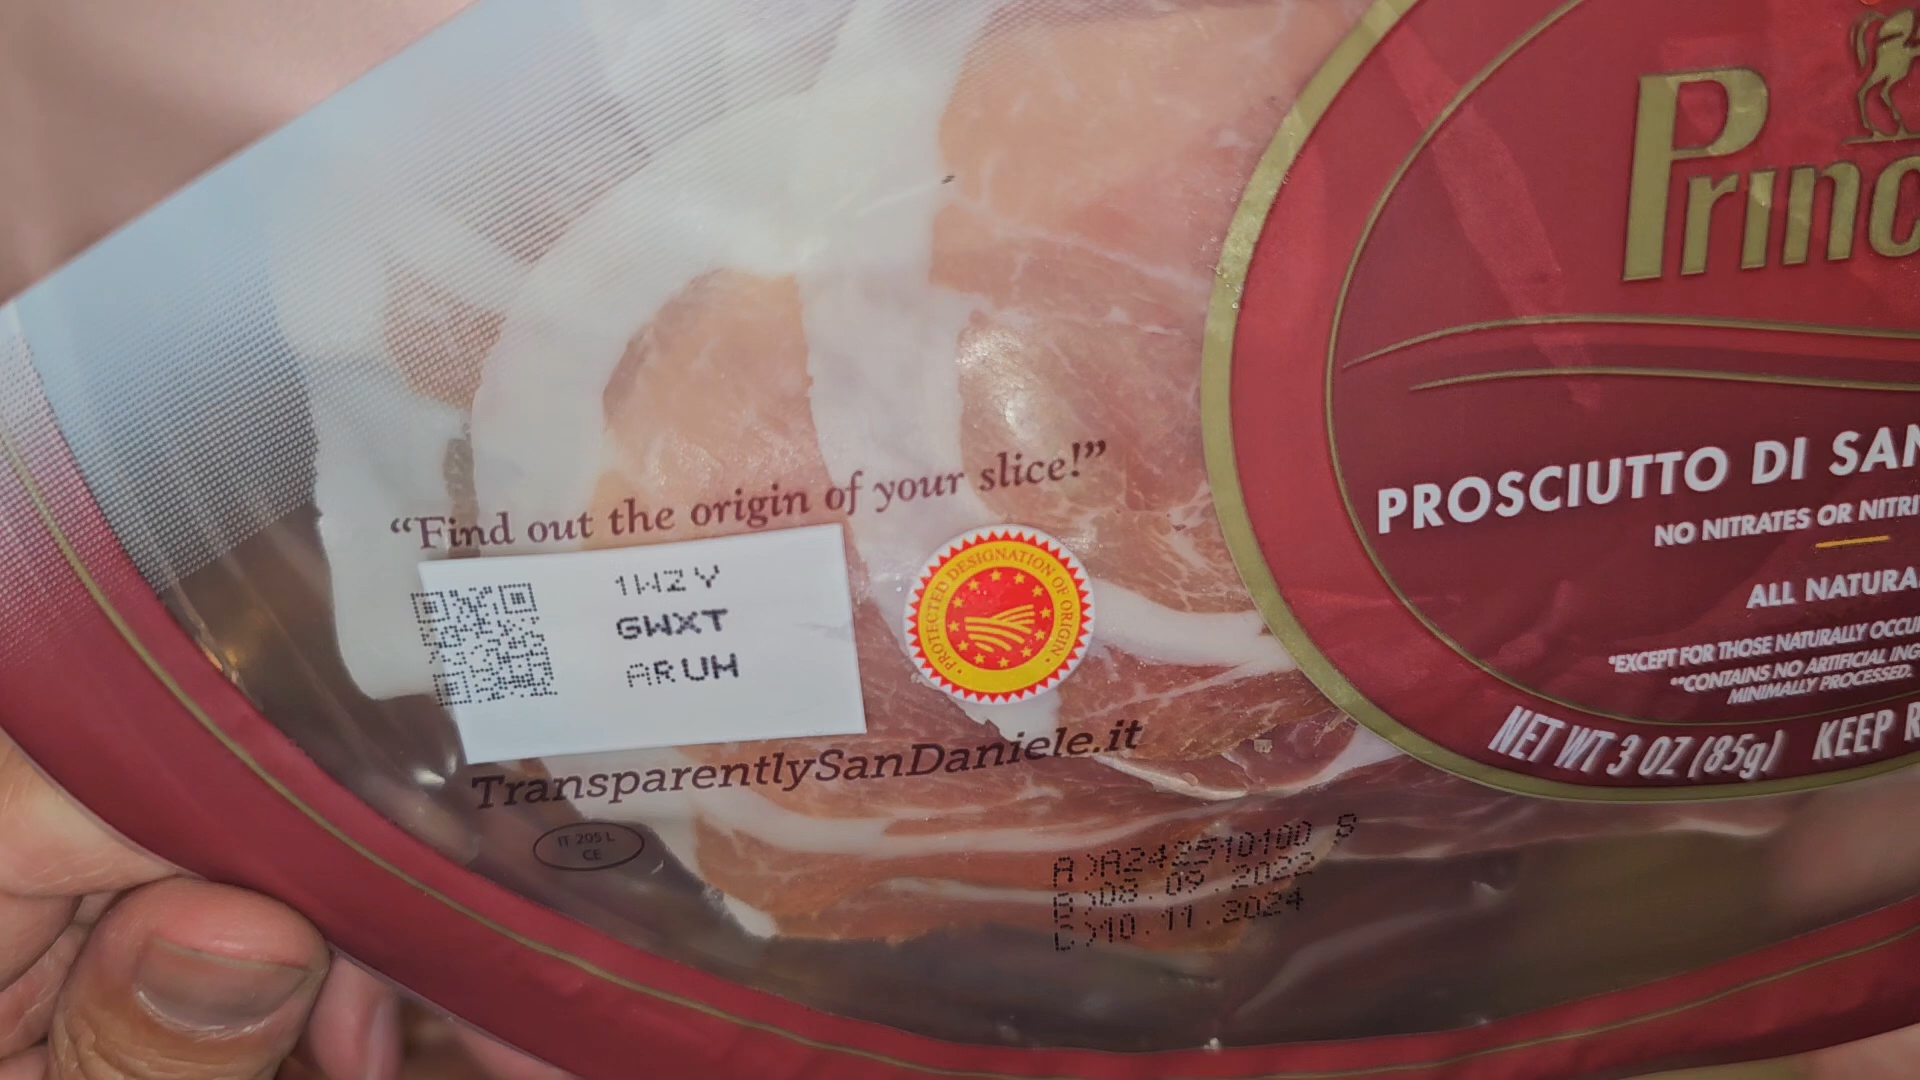 Princ
PROSCIUTTO DI SAN
NO NITRATES OR NITRI
ALL NATURA
*EXCEPT FOR THOSE NATURALLY OCCU
**CONTAINS NO ARTIFICIAL ING
MINIMALLY PROCESSED.
NET WT 3 OZ (85g) KEEP R
“Find out the origin of your slice!”
1WZY
GWXT
ARUH
PROTECTED DESIGNATION OF ORIGIN
TransparentlySanDaniele.it
IT 205 L
CE
A)A242510100 S
B)08.09.2022
C)10.11.2024